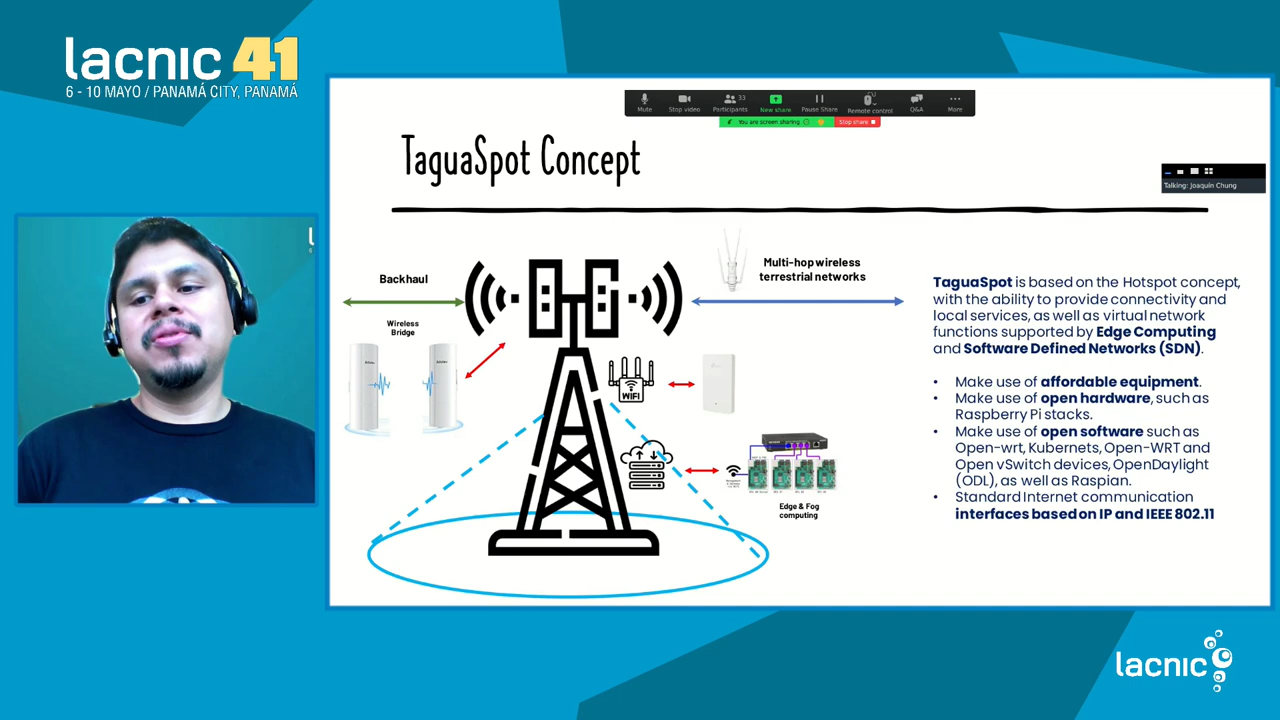 lacnic 41
6 - 10 MAYO / PANAMÁ CITY, PANAMÁ
Mute
Stop video
Participants
33
New share
Pause Share
Remote control
Q&A
More
You are screen sharing
Stop share
Talking: Joaquin Chung
TaguaSpot Concept
Backhaul
Multi-hop wireless
terrestrial networks
Wireless
Bridge
WIFI
Edge & Fog
computing
TaguaSpot is based on the Hotspot concept,
with the ability to provide connectivity and
local services, as well as virtual network
functions supported by Edge Computing
and Software Defined Networks (SDN).
• Make use of affordable equipment.
• Make use of open hardware, such as
Raspberry Pi stacks.
• Make use of open software such as
Open-wrt, Kubernets, Open-WRT and
Open vSwitch devices, OpenDaylight
(ODL), as well as Raspian.
• Standard Internet communication
interfaces based on IP and IEEE 802.11
lacnic